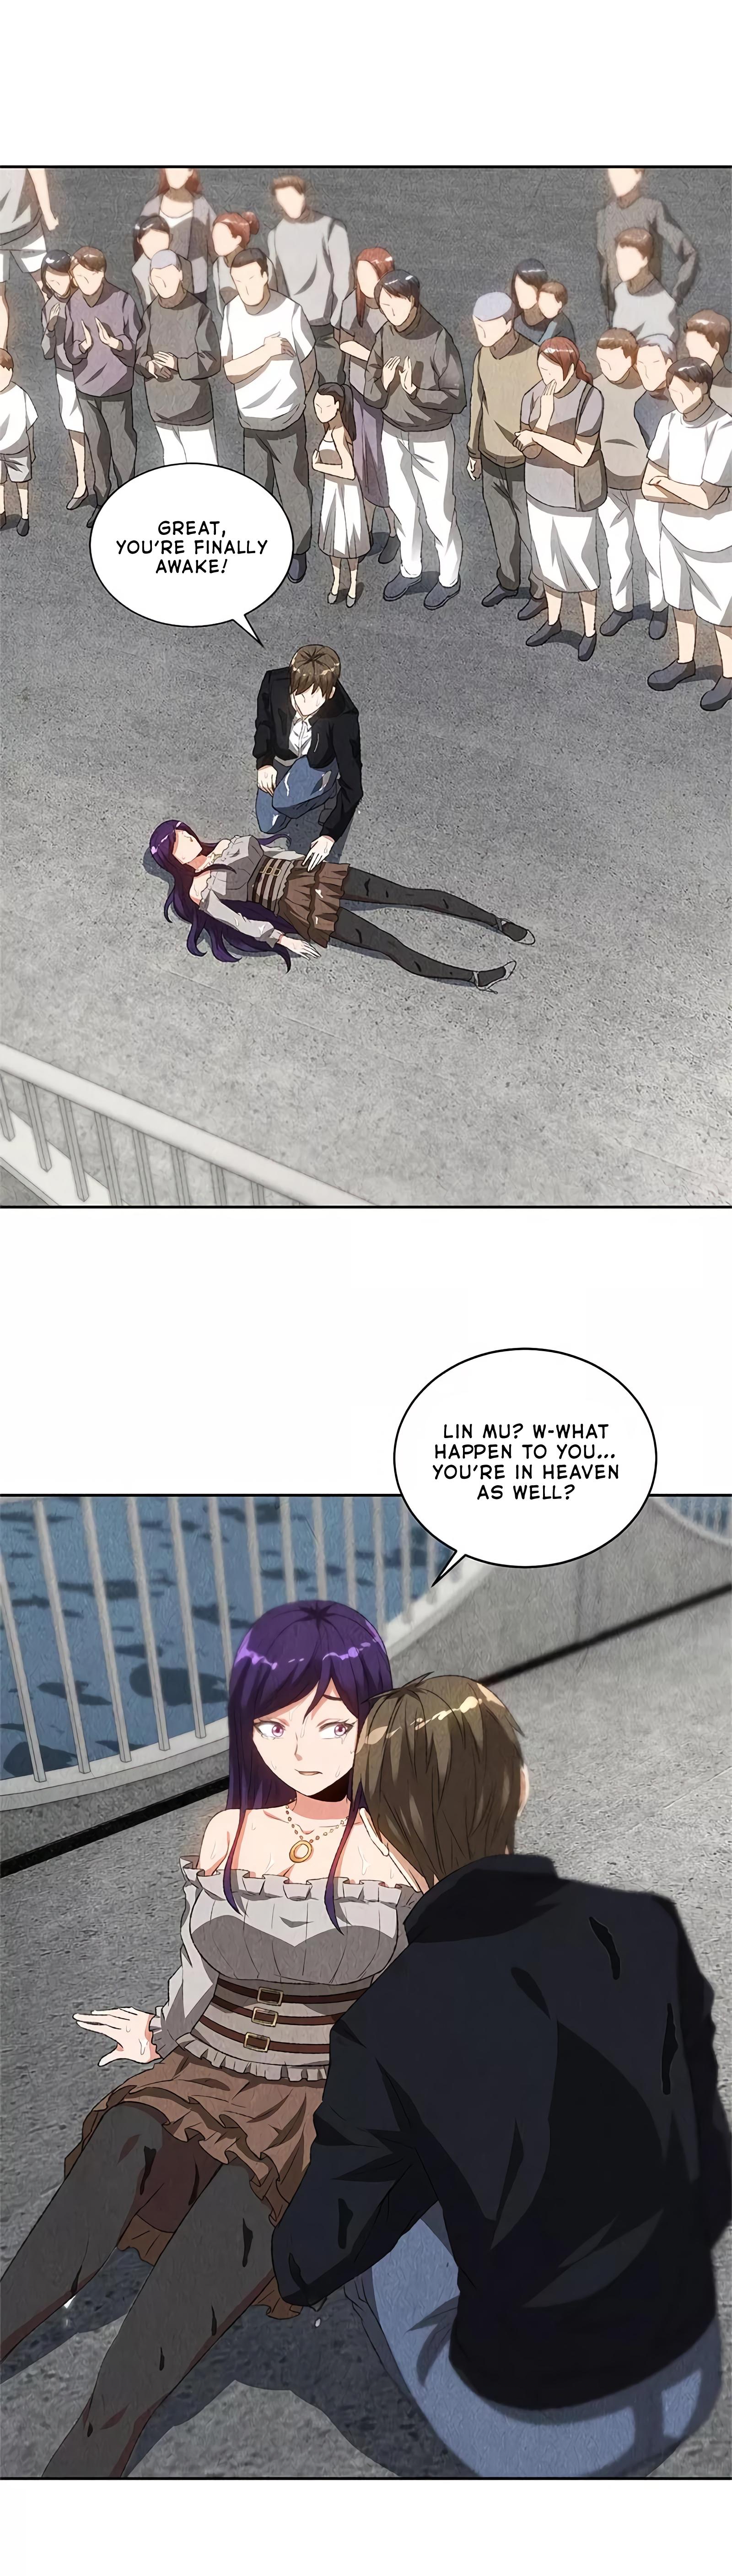 GREAT,
YOU'RE FINALLY
AWAKE!
LIN MU? W-WHAT
HAPPEN TO YOU...
YOU'RE IN HEAVEN
AS WELL?